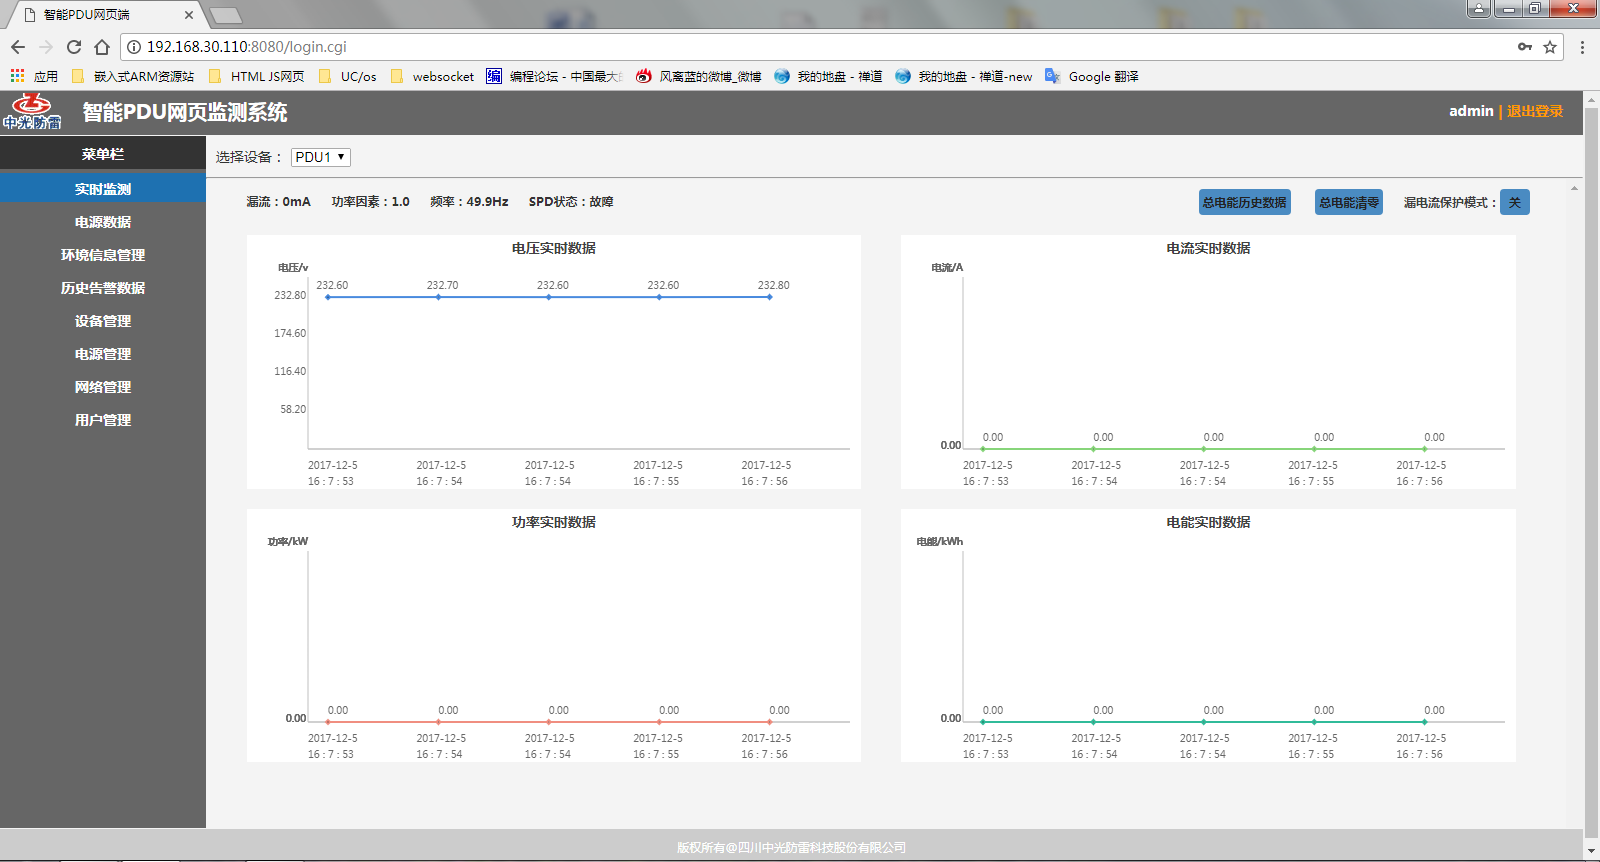 智能PDU网页端
192.168.30.110:8080/login.cgi
应用 嵌入式ARM资源站 HTML JS网页 UC/os websocket 编程论坛 - 中国最大 风离蓝的微博_微博 我的地盘 - 禅道 我的地盘 - 禅道-new Google 翻译
中光防雷 智能PDU网页监测系统 admin | 退出登录
菜单栏
实时监测
电源数据
环境信息管理
历史告警数据
设备管理
电源管理
网络管理
用户管理
选择设备： PDU1
漏流：0mA 功率因素：1.0 频率：49.9Hz SPD状态：故障 总电能历史数据 总电能清零 漏电流保护模式： 关
电压实时数据
电压/v
232.60 232.70 232.60 232.60 232.80
232.80
174.60
116.40
58.20
2017-12-5 2017-12-5 2017-12-5 2017-12-5 2017-12-5
16 : 7 : 53 16 : 7 : 54 16 : 7 : 54 16 : 7 : 55 16 : 7 : 56
电流实时数据
电流/A
0.00 0.00 0.00 0.00 0.00
0.00
2017-12-5 2017-12-5 2017-12-5 2017-12-5 2017-12-5
16 : 7 : 53 16 : 7 : 54 16 : 7 : 54 16 : 7 : 55 16 : 7 : 56
功率实时数据
功率/kW
0.00 0.00 0.00 0.00 0.00
0.00
2017-12-5 2017-12-5 2017-12-5 2017-12-5 2017-12-5
16 : 7 : 53 16 : 7 : 54 16 : 7 : 54 16 : 7 : 55 16 : 7 : 56
电能实时数据
电能/kWh
0.00 0.00 0.00 0.00 0.00
0.00
2017-12-5 2017-12-5 2017-12-5 2017-12-5 2017-12-5
16 : 7 : 53 16 : 7 : 54 16 : 7 : 54 16 : 7 : 55 16 : 7 : 56
版权所有@四川中光防雷科技股份有限公司